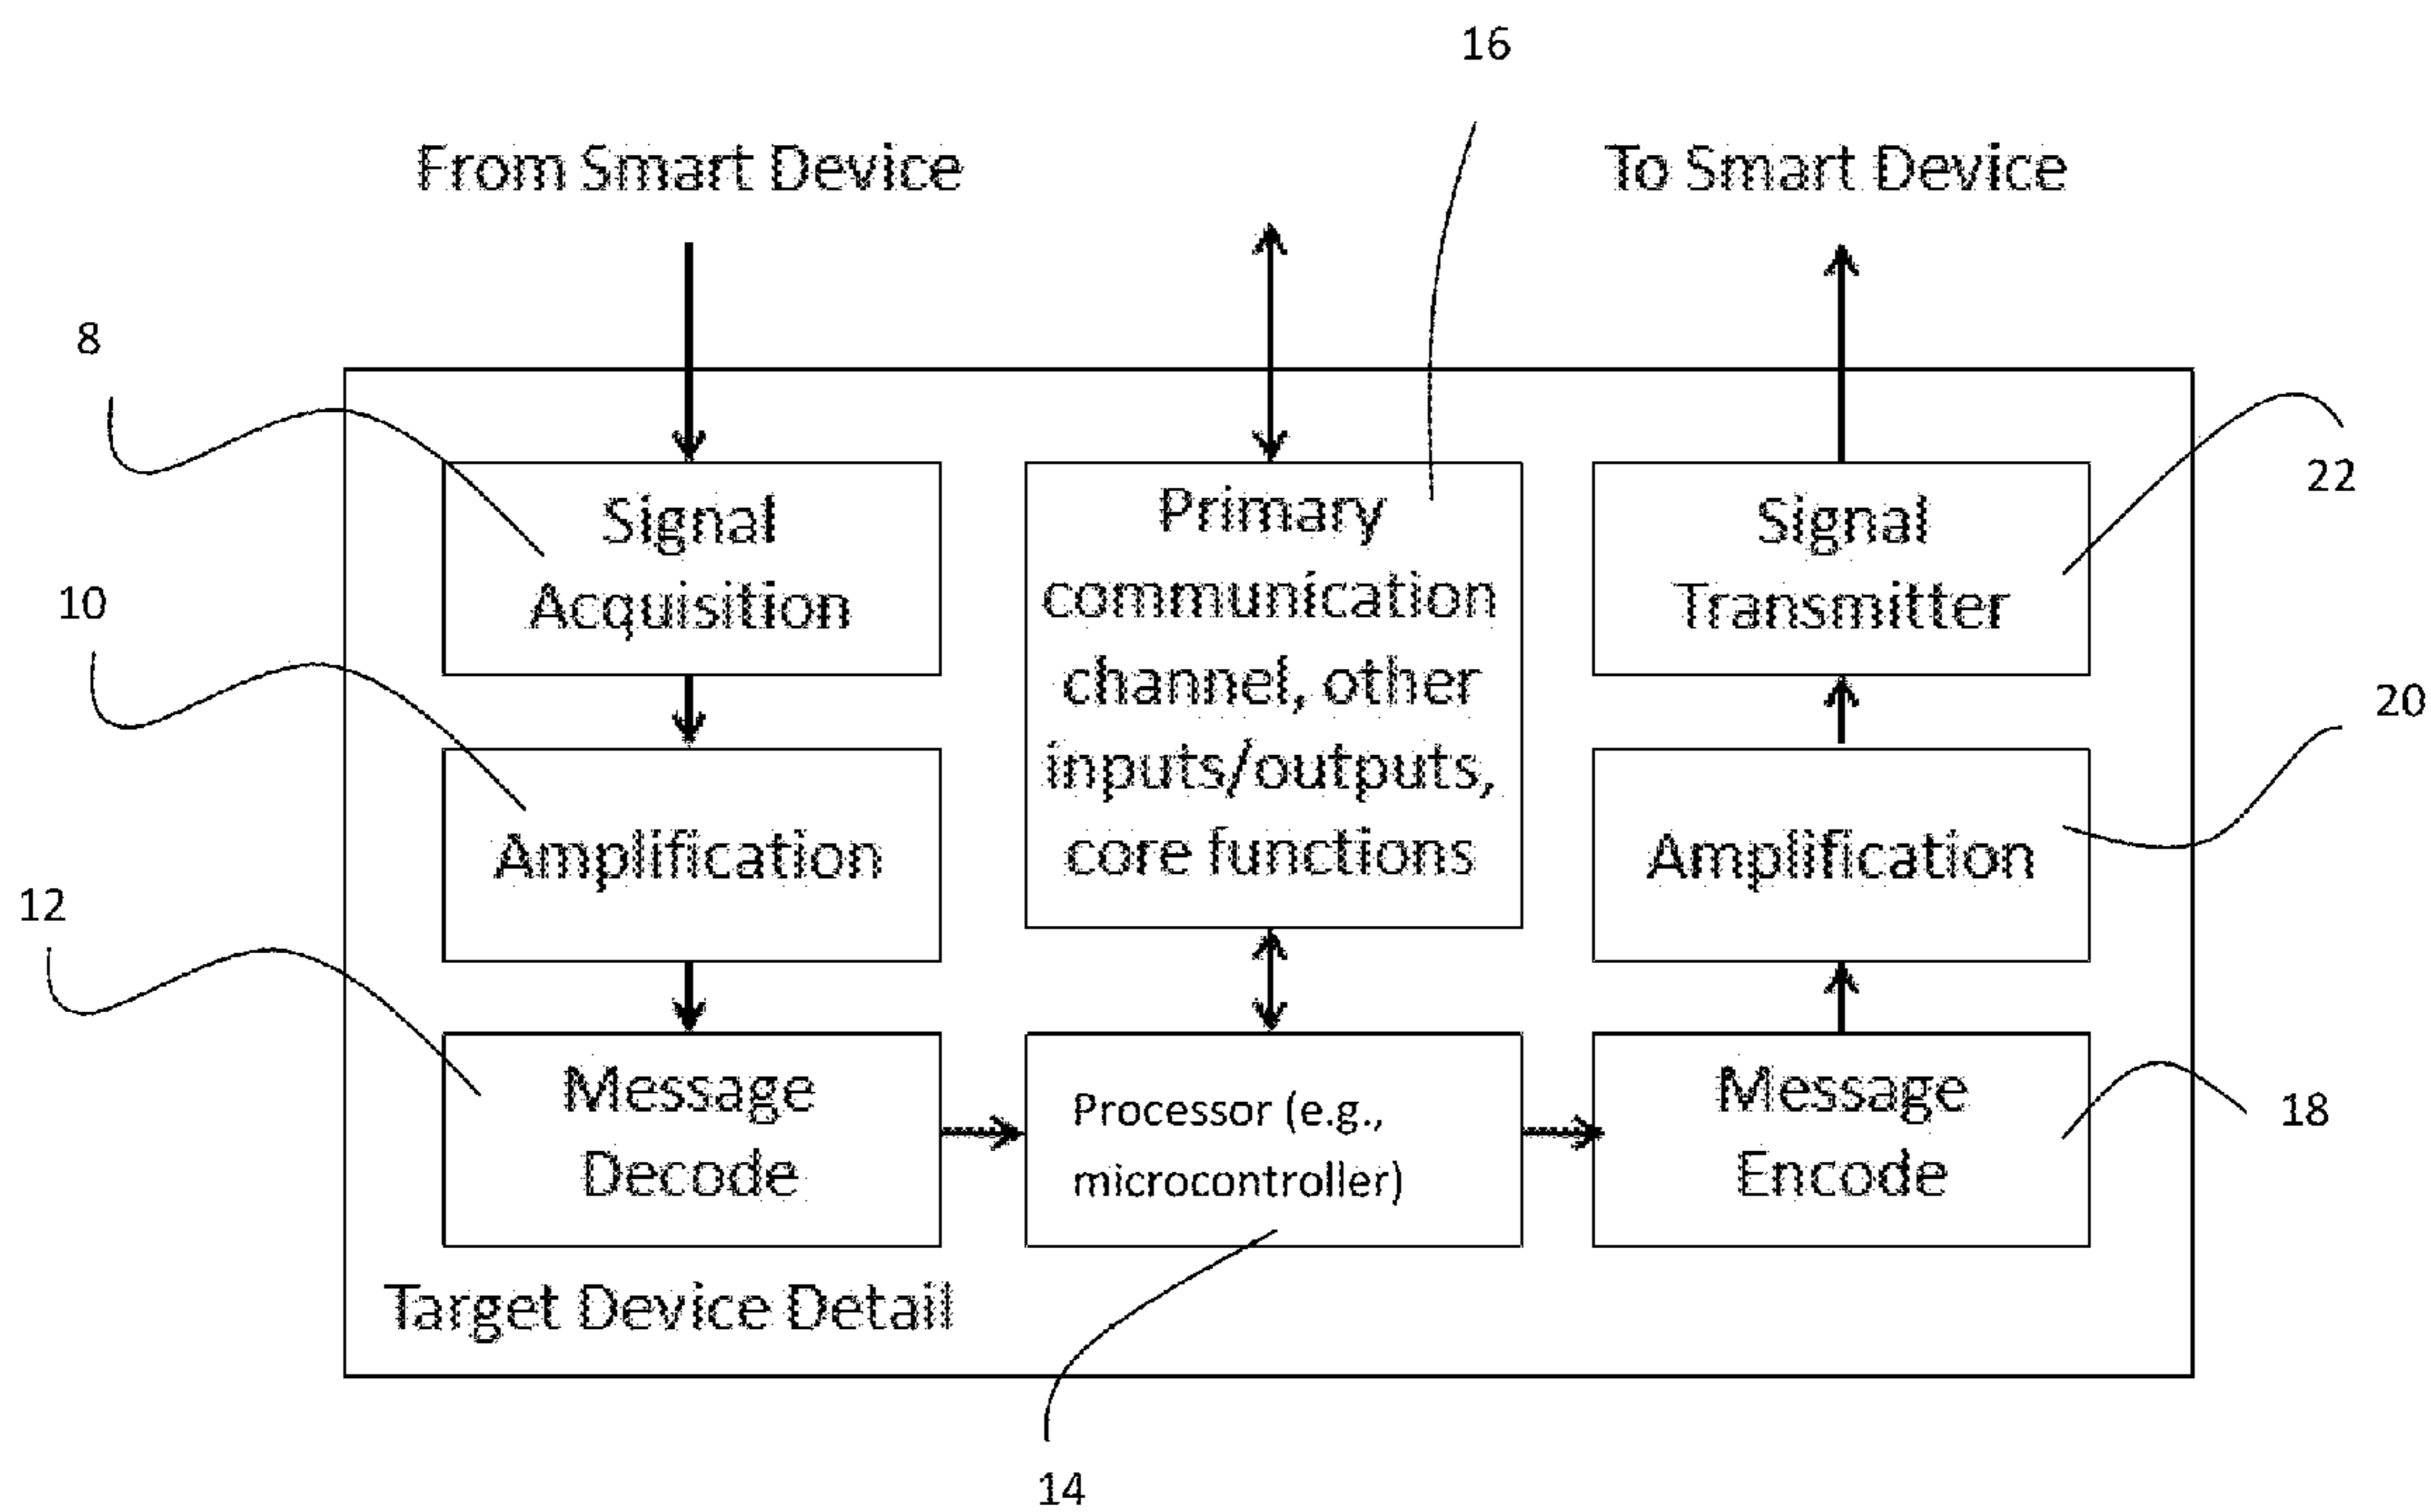 16
From Smart Device
To Smart Device
8
Signal
Acquisition
Primary
communication
channel, other
inputs/outputs,
core functions
Signal
Transmitter
22
10
Amplification
Amplification
20
12
Message
Decode
Processor (e.g.,
microcontroller)
Message
Encode
18
Target Device Detail
14